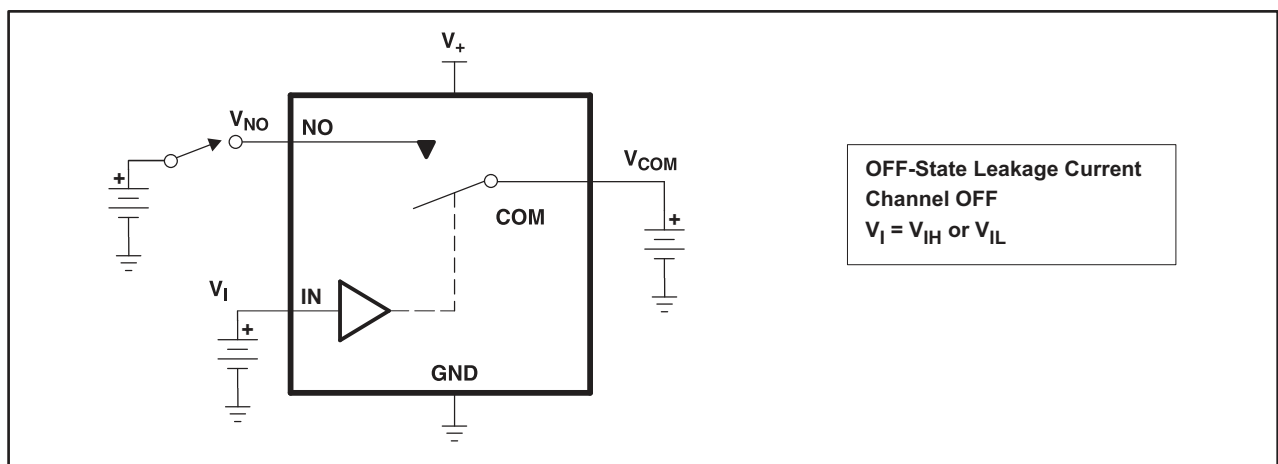 V+
VNO
NO
+
VCOM
COM
+
VI
IN
+
GND
OFF-State Leakage Current
Channel OFF
VI = VIH or VIL